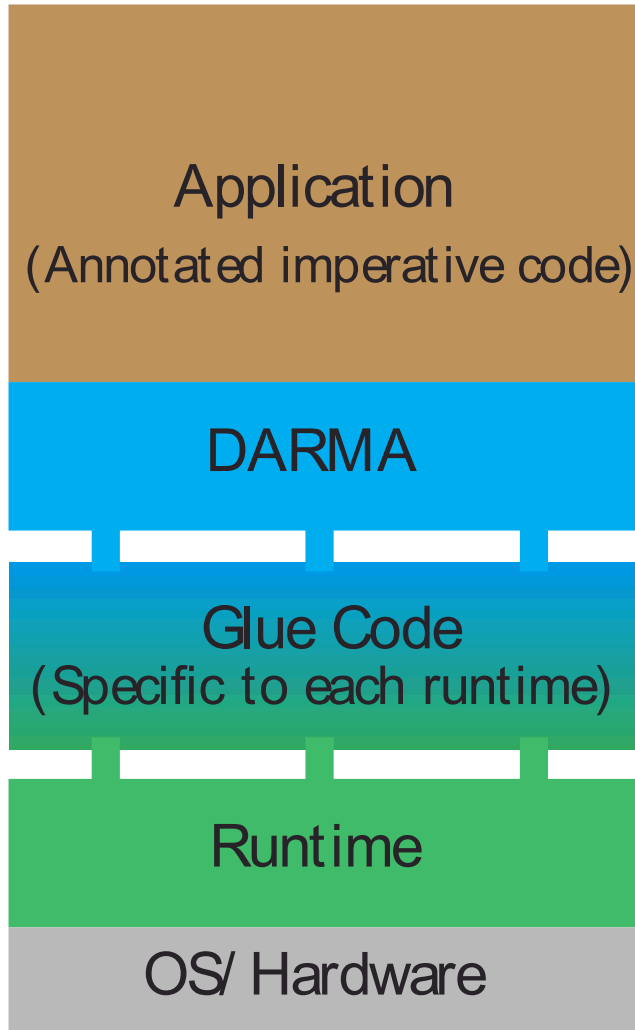 Application
(Annotated imperative code)
DARMA
Glue Code
(Specific to each runtime)
Runtime
OS/ Hardware